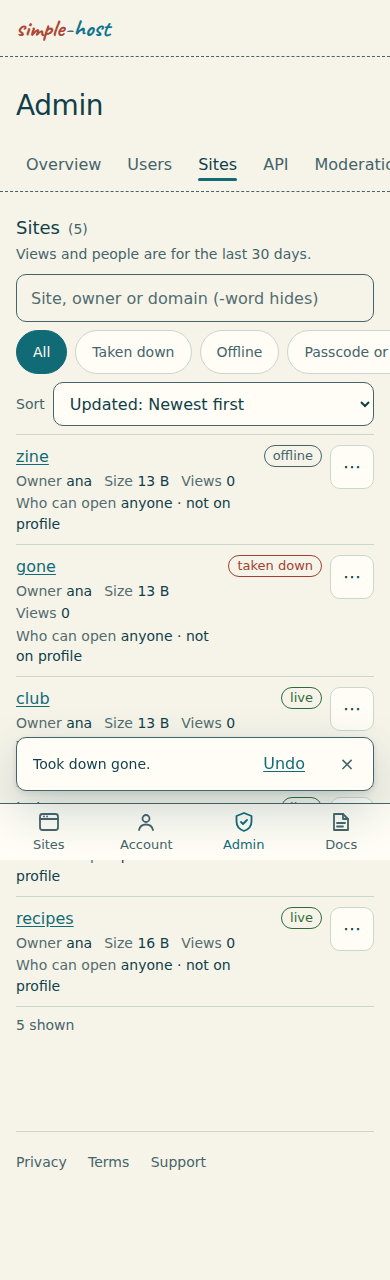 simple-host
Admin
Overview Users Sites API Moderatio
Sites (5)
Views and people are for the last 30 days.
Site, owner or domain (-word hides)
All Taken down Offline Passcode or
Sort Updated: Newest first
zine offline ...
Owner ana Size 13 B Views 0
Who can open anyone · not on
profile
gone taken down ...
Owner ana Size 13 B
Views 0
Who can open anyone · not
on profile
club live ...
Owner ana Size 13 B Views 0
Took down gone. Undo ×
Sites Account Admin Docs
profile
recipes live ...
Owner ana Size 16 B Views 0
Who can open anyone · not on
profile
5 shown
Privacy Terms Support